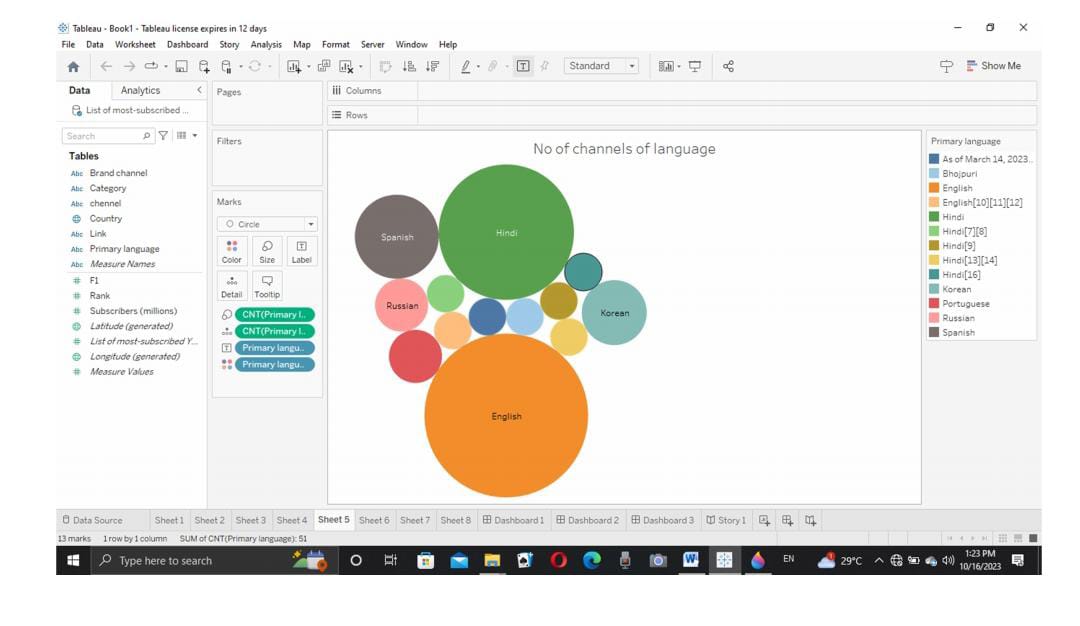 Tableau - Book1 - Tableau license expires in 12 days
File Data Worksheet Dashboard Story Analysis Map Format Server Window Help
Standard
Show Me
Data Analytics
Pages
iii Columns
List of most-subscribed ...
Rows
Search
Filters
No of channels of language
Primary language
Tables
Abc Brand channel
Abc Category
Abc chennel
Country
Abc Link
Abc Primary language
Abc Measure Names
# F1
# Rank
# Subscribers (millions)
Latitude (generated)
# List of most-subscribed Y...
Longitude (generated)
# Measure Values
Marks
Circle
Color Size Label
Detail Tooltip
CNT(Primary l..
CNT(Primary l..
Primary langu..
Primary langu..
Spanish
Hindi
Russian
Korean
English
As of March 14, 2023..
Bhojpuri
English
English[10][11][12]
Hindi
Hindi[7][8]
Hindi[9]
Hindi[13][14]
Hindi[16]
Korean
Portuguese
Russian
Spanish
Data Source Sheet 1 Sheet 2 Sheet 3 Sheet 4 Sheet 5 Sheet 6 Sheet 7 Sheet 8 Dashboard 1 Dashboard 2 Dashboard 3 Story 1
13 marks 1 row by 1 column SUM of CNT(Primary language): 51
Type here to search
EN
29°C
1:23 PM
10/16/2023